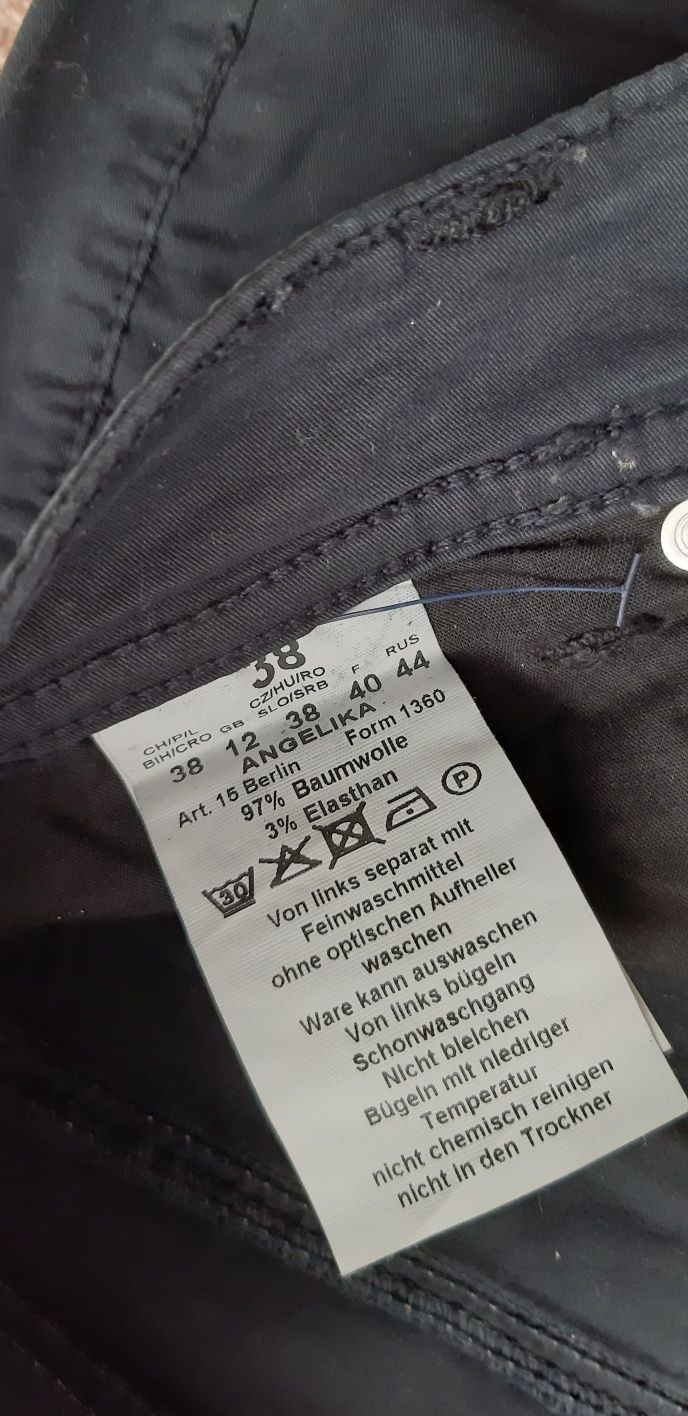 38
CH/P/L CZ/HU/RO F RUS
BIH/CRO GB SLO/SRB
38 12 38 40 44
ANGELIKA
Art. 15 Berlin Form 1360
97% Baumwolle
3% Elasthan
30 P
Von links separat mit
Feinwaschmittel
ohne optischen Aufheller
waschen
Ware kann auswaschen
Von links bügeln
Schonwaschgang
Nicht bleichen
Bügeln mit niedriger
Temperatur
nicht chemisch reinigen
nicht in den Trockner